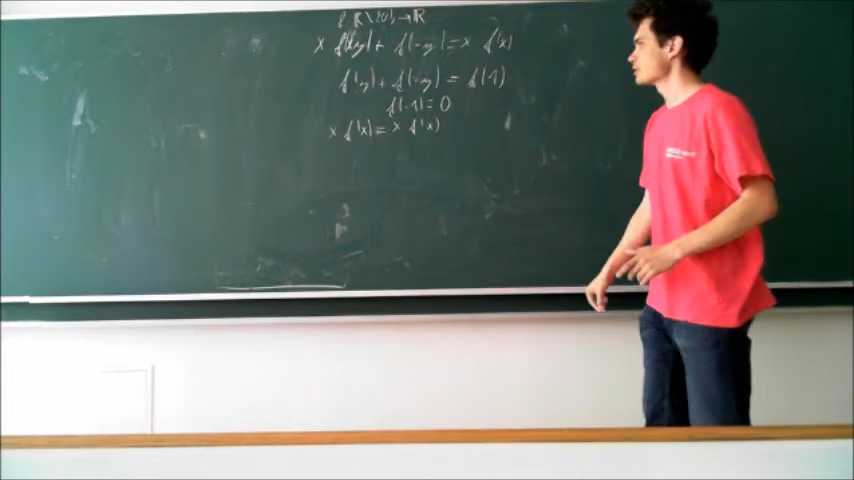 f: ℝ\{0}→ℝ
x f(xy) + f(-y) = x f(x)
f(y) + f(-y) = f(1)
f(-1) = 0
x f(x) = x f(x)